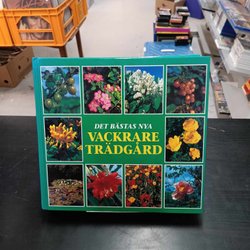 DET BÄSTAS NYA
VACKRARE
TRÄDGÅRD